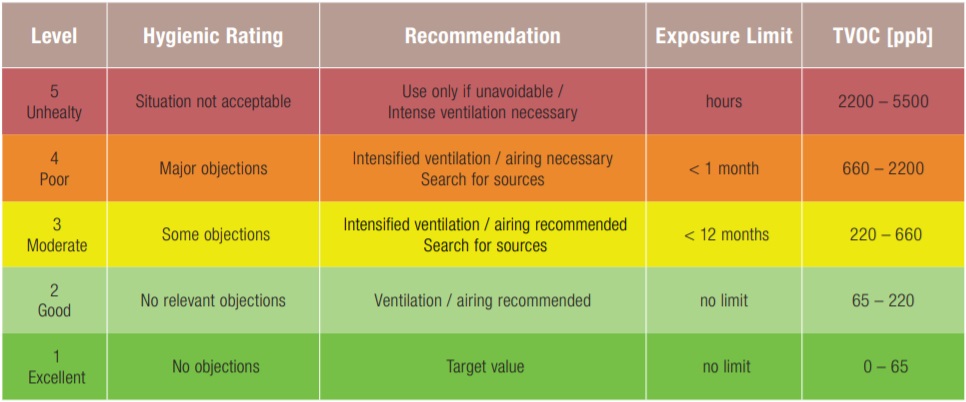 Level Hygienic Rating Recommendation Exposure Limit TVOC [ppb]
5
Unhealty
Situation not acceptable
Use only if unavoidable /
Intense ventilation necessary
hours
2200 – 5500
4
Poor
Major objections
Intensified ventilation / airing necessary
Search for sources
< 1 month
660 – 2200
3
Moderate
Some objections
Intensified ventilation / airing recommended
Search for sources
< 12 months
220 – 660
2
Good
No relevant objections
Ventilation / airing recommended
no limit
65 – 220
1
Excellent
No objections
Target value
no limit
0 – 65